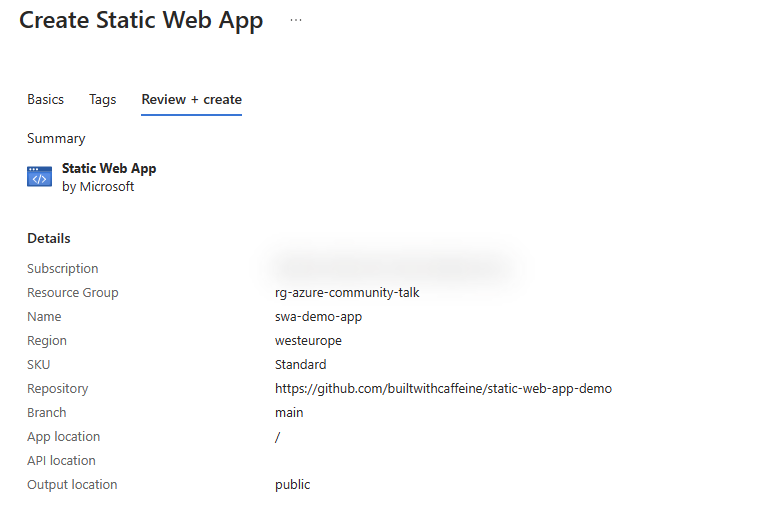 Create Static Web App ...
Basics Tags Review + create
Summary
Static Web App
by Microsoft
Details
Subscription
Resource Group rg-azure-community-talk
Name swa-demo-app
Region westeurope
SKU Standard
Repository https://github.com/builtwithcaffeine/static-web-app-demo
Branch main
App location /
API location
Output location public